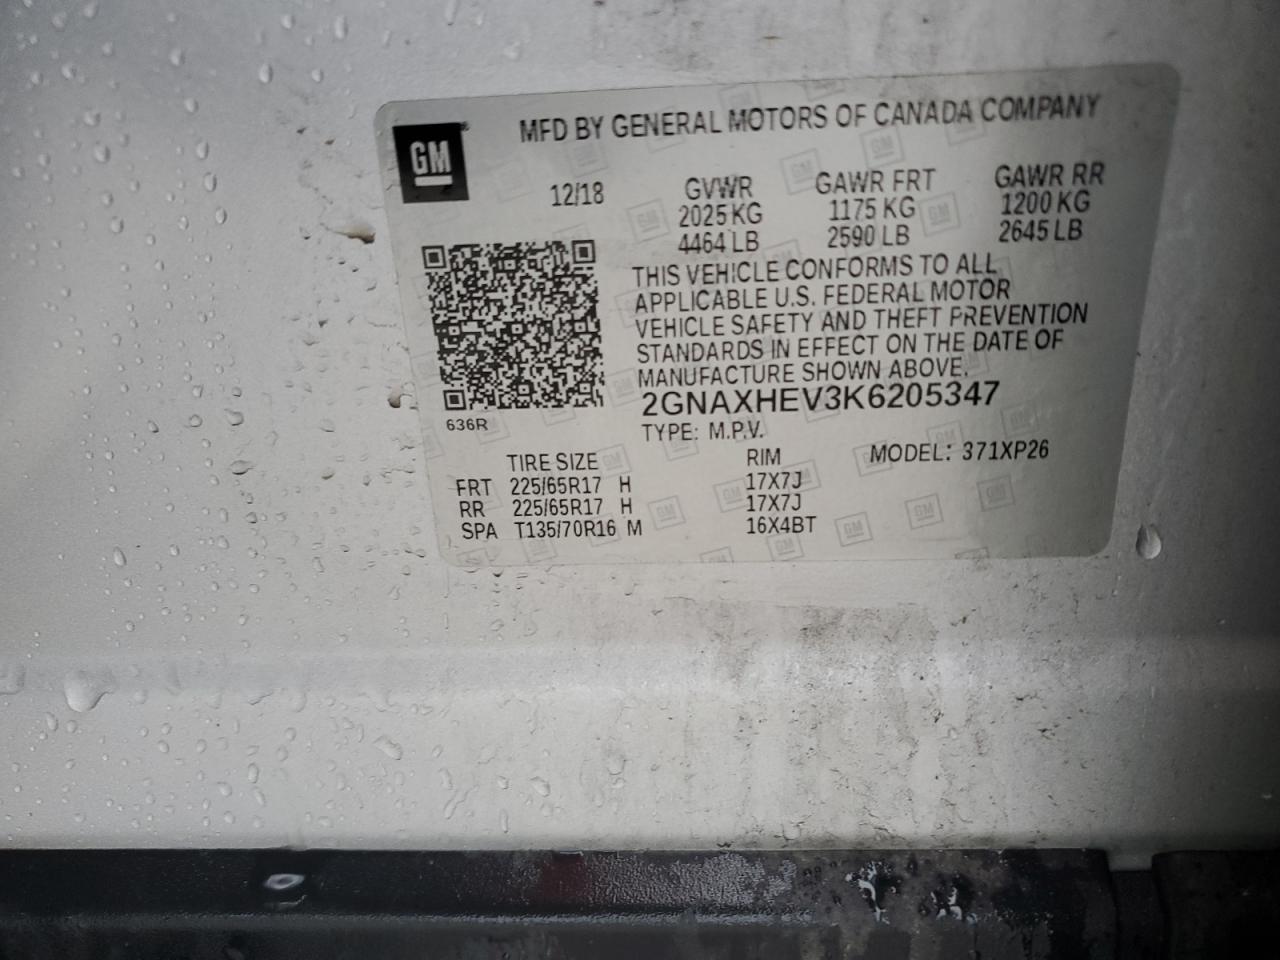 GM
MFD BY GENERAL MOTORS OF CANADA COMPANY
12/18 GVWR GAWR FRT GAWR RR
2025 KG 1175 KG 1200 KG
4464 LB 2590 LB 2645 LB
THIS VEHICLE CONFORMS TO ALL
APPLICABLE U.S. FEDERAL MOTOR
VEHICLE SAFETY AND THEFT PREVENTION
STANDARDS IN EFFECT ON THE DATE OF
MANUFACTURE SHOWN ABOVE.
2GNAXHEV3K6205347
636R
TYPE: M.P.V.
TIRE SIZE RIM MODEL: 371XP26
FRT 225/65R17 H 17X7J
RR 225/65R17 H 17X7J
SPA T135/70R16 M 16X4BT